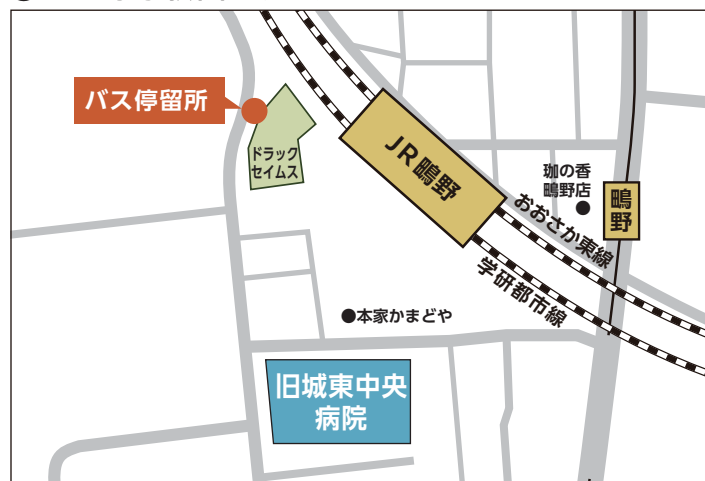 バス停留所
ドラック
セイムス
JR鴫野
珈の香
鴫野店
鴫野
おおさか東線
学研都市線
●本家かまどや
旧城東中央
病院